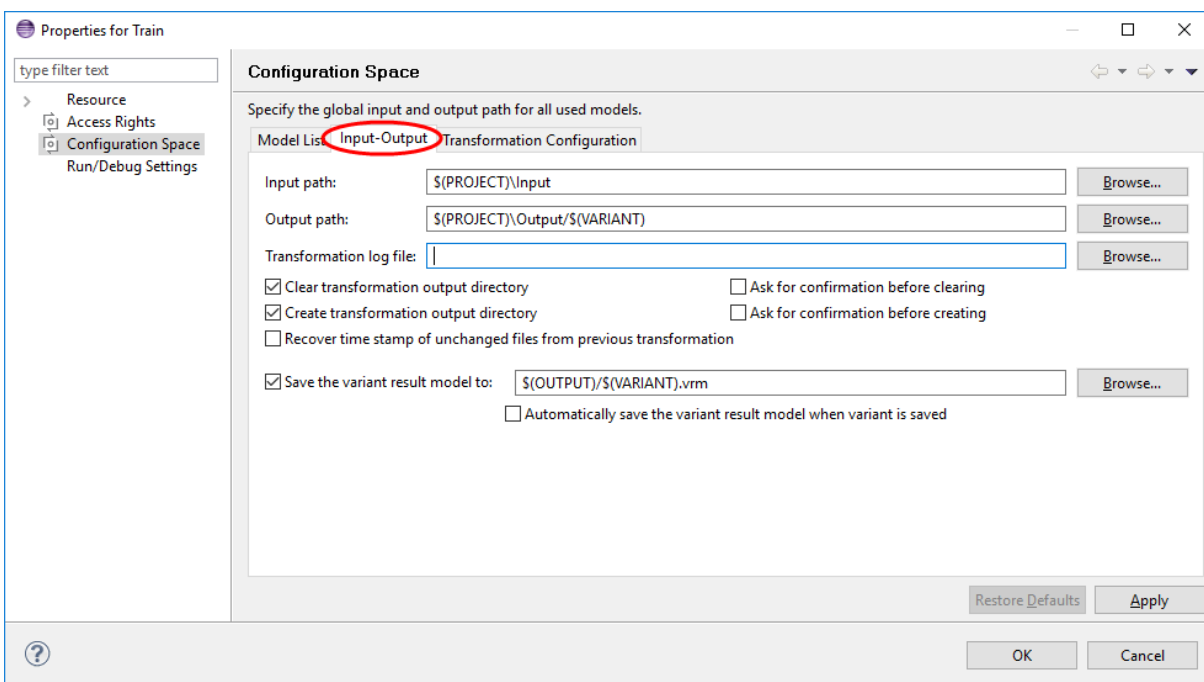 Properties for Train
type filter text
Resource
Access Rights
Configuration Space
Run/Debug Settings
Configuration Space
Specify the global input and output path for all used models.
Model List Input-Output Transformation Configuration
Input path: $(PROJECT)\Input Browse...
Output path: $(PROJECT)\Output/$(VARIANT) Browse...
Transformation log file: Browse...
Clear transformation output directory Ask for confirmation before clearing
Create transformation output directory Ask for confirmation before creating
Recover time stamp of unchanged files from previous transformation
Save the variant result model to: $(OUTPUT)/$(VARIANT).vrm Browse...
Automatically save the variant result model when variant is saved
Restore Defaults Apply
? OK Cancel